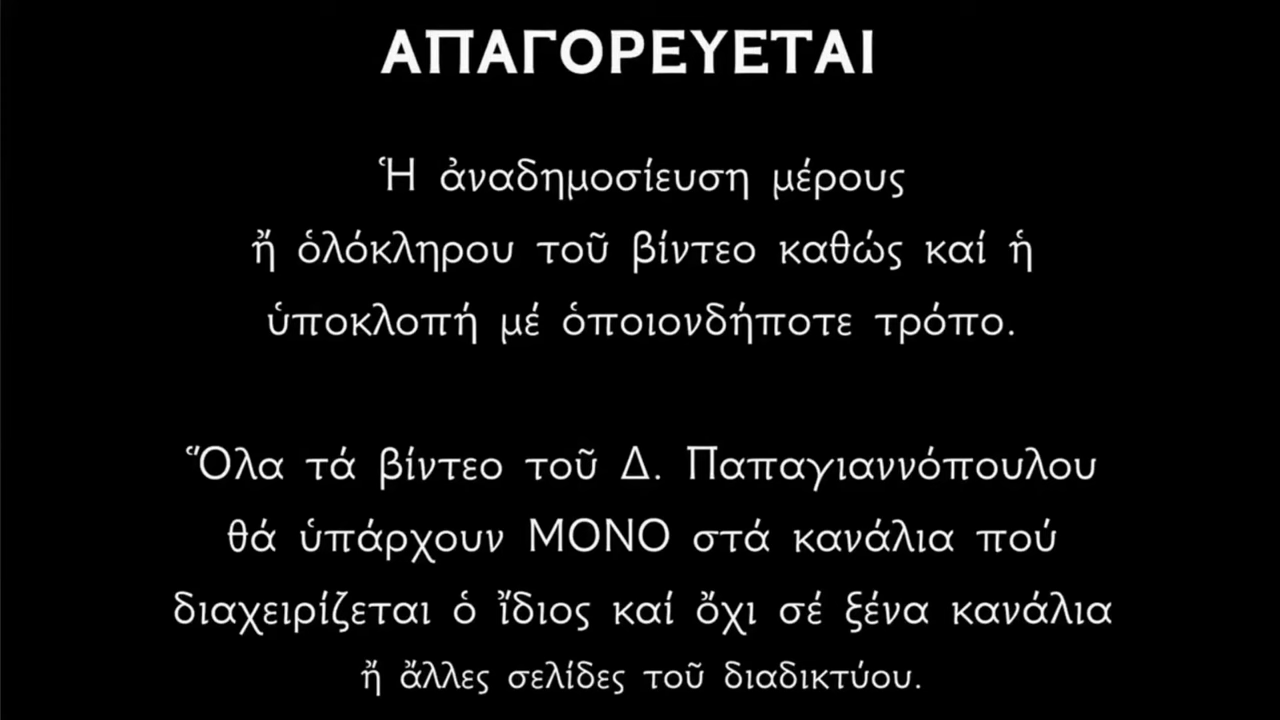 ΑΠΑΓΟΡΕΥΕΤΑΙ
Ἡ ἀναδημοσίευση μέρους
ἤ ὁλόκληρου τοῦ βίντεο καθώς καί ἡ
ὑποκλοπή μέ ὁποιονδήποτε τρόπο.
Ὅλα τά βίντεο τοῦ Δ. Παπαγιαννόπουλου
θά ὑπάρχουν ΜΟΝΟ στά κανάλια πού
διαχειρίζεται ὁ ἴδιος καί ὄχι σέ ξένα κανάλια
ἤ ἄλλες σελίδες τοῦ διαδικτύου.